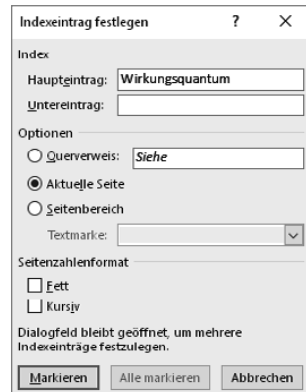 Indexeintrag festlegen ? ×
Index
Haupteintrag: Wirkungsquantum
Untereintrag:
Optionen
Querverweis: Siehe
Aktuelle Seite
Seitenbereich
Textmarke:
Seitenzahlenformat
Fett
Kursiv
Dialogfeld bleibt geöffnet, um mehrere
Indexeinträge festzulegen.
Markieren Alle markieren Abbrechen